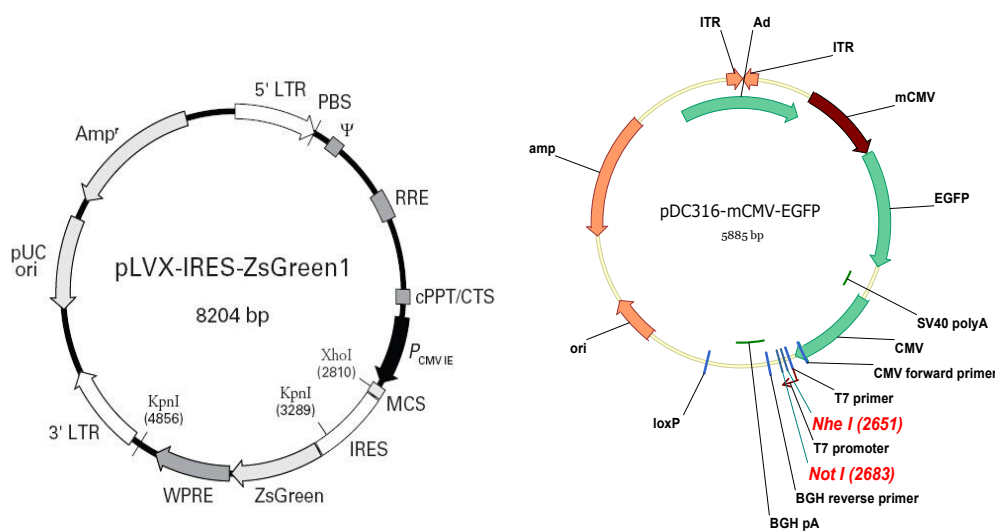 5' LTR
PBS
Ψ
RRE
cPPT/CTS
P CMV IE
MCS
IRES
ZsGreen
WPRE
3' LTR
pUC
ori
Ampʳ
pLVX-IRES-ZsGreen1
8204 bp
XhoI
(2810)
KpnI
(3289)
KpnI
(4856)
ITR
Ad
ITR
mCMV
EGFP
SV40 polyA
CMV
CMV forward primer
T7 primer
Nhe I (2651)
T7 promoter
Not I (2683)
BGH reverse primer
BGH pA
loxP
ori
amp
pDC316-mCMV-EGFP
5885 bp